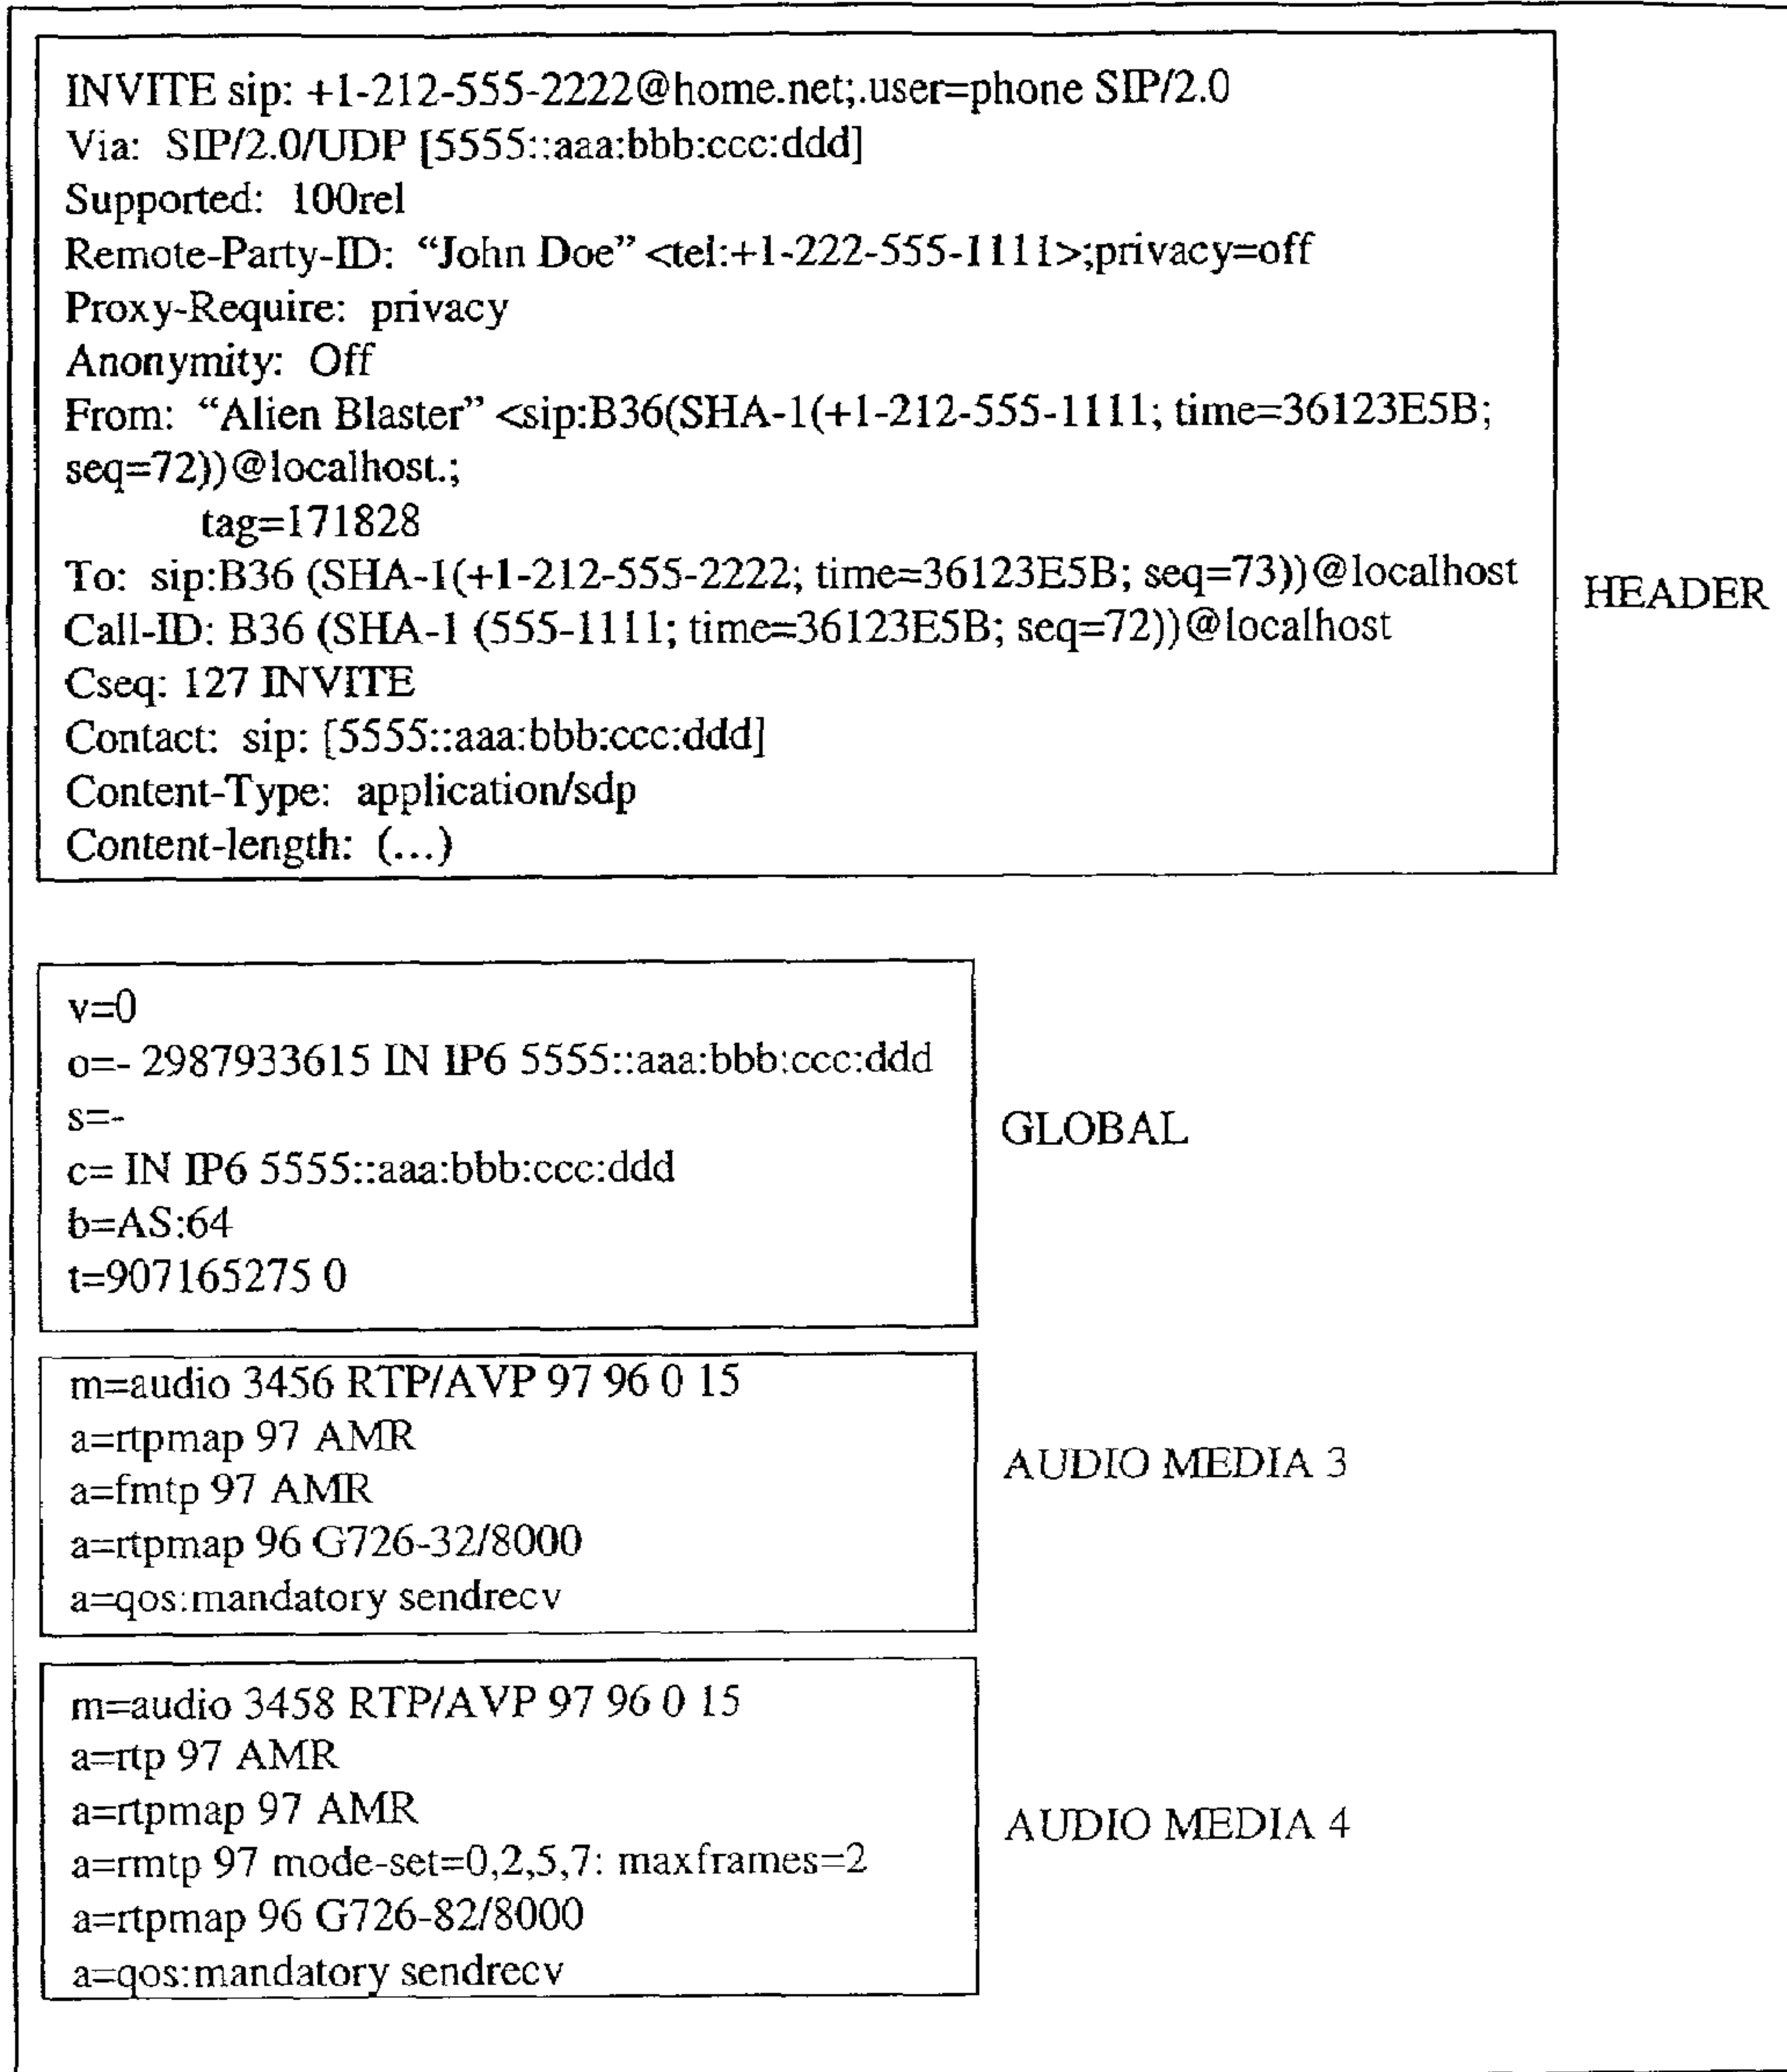 INVITE sip: +1-212-555-2222@home.net;.user=phone SIP/2.0
Via: SIP/2.0/UDP [5555::aaa:bbb:ccc:ddd]
Supported: 100rel
Remote-Party-ID: “John Doe” <tel:+1-222-555-1111>;privacy=off
Proxy-Require: privacy
Anonymity: Off
From: “Alien Blaster” <sip:B36(SHA-1(+1-212-555-1111; time=36123E5B;
seq=72))@localhost.;
tag=171828
To: sip:B36 (SHA-1(+1-212-555-2222; time=36123E5B; seq=73))@localhost
Call-ID: B36 (SHA-1 (555-1111; time=36123E5B; seq=72))@localhost
Cseq: 127 INVITE
Contact: sip: [5555::aaa:bbb:ccc:ddd]
Content-Type: application/sdp
Content-length: (...)
HEADER
v=0
o=- 2987933615 IN IP6 5555::aaa:bbb:ccc:ddd
s=-
c= IN IP6 5555::aaa:bbb:ccc:ddd
b=AS:64
t=907165275 0
GLOBAL
m=audio 3456 RTP/AVP 97 96 0 15
a=rtpmap 97 AMR
a=fmtp 97 AMR
a=rtpmap 96 G726-32/8000
a=qos:mandatory sendrecv
AUDIO MEDIA 3
m=audio 3458 RTP/AVP 97 96 0 15
a=rtp 97 AMR
a=rtpmap 97 AMR
a=rmtp 97 mode-set=0,2,5,7: maxframes=2
a=rtpmap 96 G726-82/8000
a=qos:mandatory sendrecv
AUDIO MEDIA 4